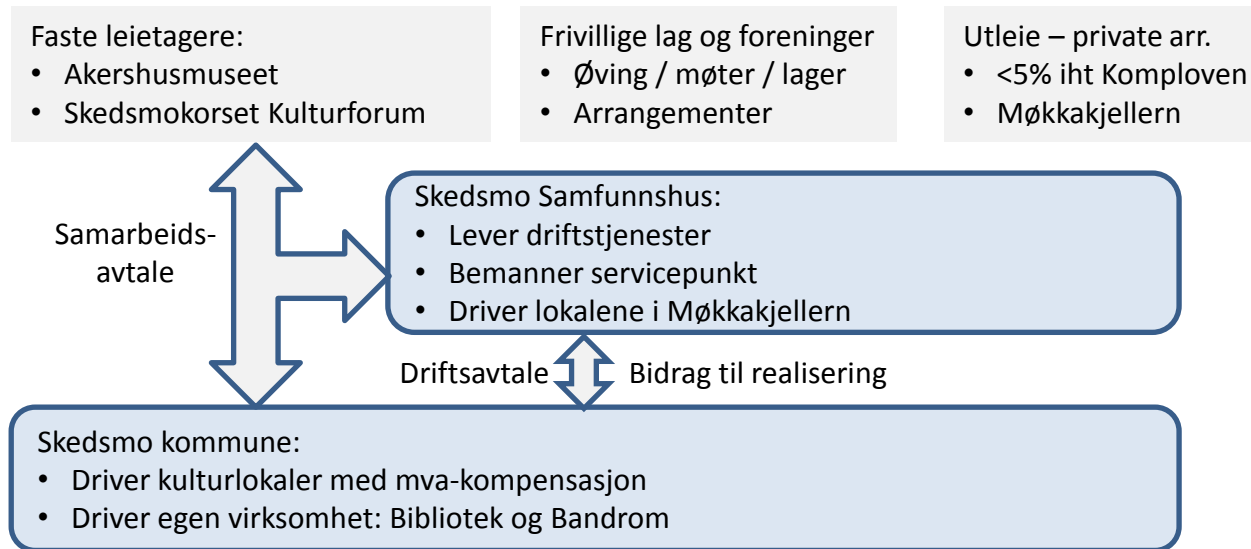 Faste leietagere:
• Akershusmuseet
• Skedsmokorset Kulturforum
Frivillige lag og foreninger
• Øving / møter / lager
• Arrangementer
Utleie – private arr.
• <5% iht Komploven
• Møkkakjellern
Samarbeids-
avtale
Skedsmo Samfunnshus:
• Lever driftstjenester
• Bemanner servicepunkt
• Driver lokalene i Møkkakjellern
Driftsavtale
Bidrag til realisering
Skedsmo kommune:
• Driver kulturlokaler med mva-kompensasjon
• Driver egen virksomhet: Bibliotek og Bandrom